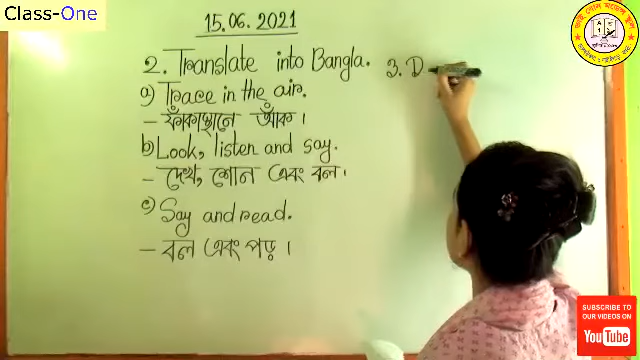 Class-One
15.06.2021
2. Translate into Bangla.
a) Trace in the air.
– ফাঁকাস্থানে আঁক।
b) Look, listen and say.
– দেখ, শোন এবং বল।
c) Say and read.
– বল এবং পড়।
3. D
SUBSCRIBE TO OUR VIDEOS ON
YouTube